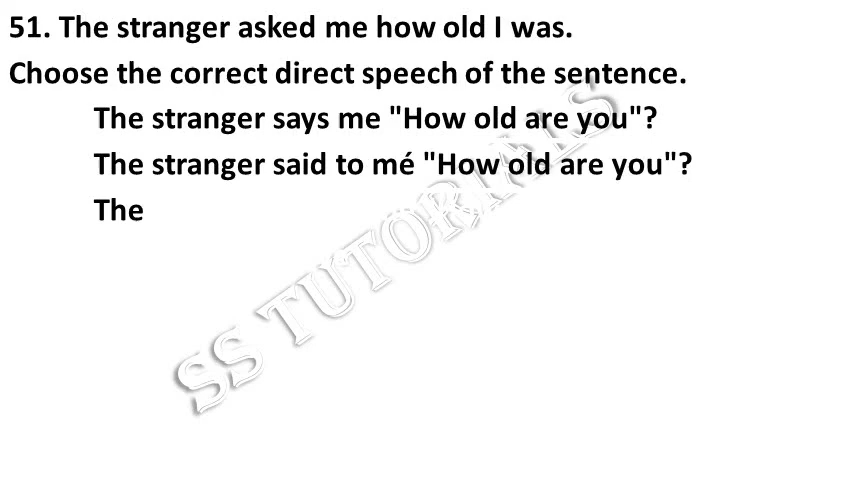 51. The stranger asked me how old I was.
Choose the correct direct speech of the sentence.
The stranger says me "How old are you"?
The stranger said to mé "How old are you"?
The
SS TUTORIALS